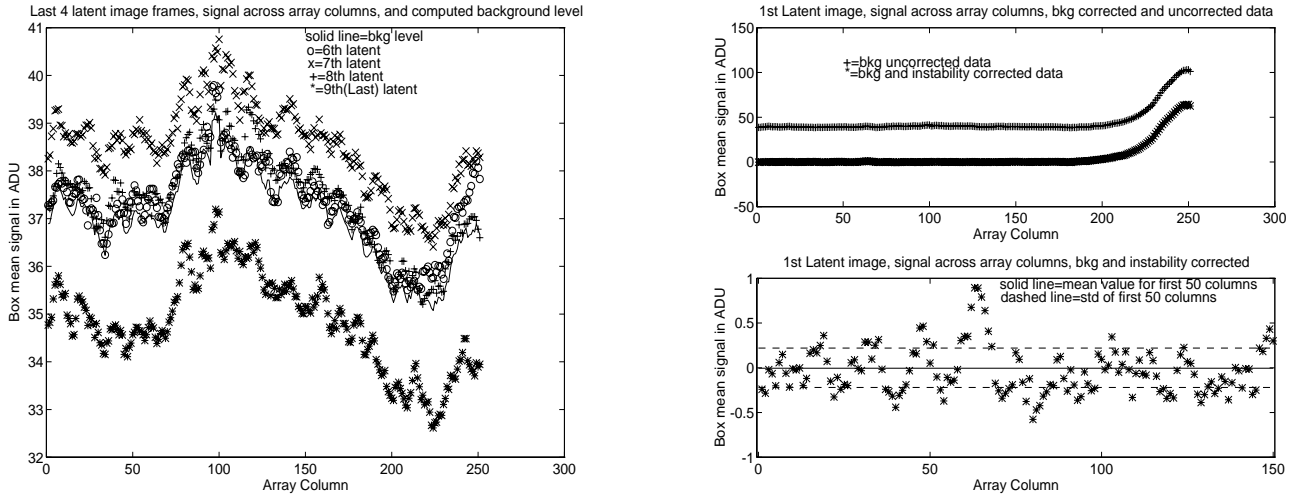 Last 4 latent image frames, signal across array columns, and computed background level
41
40
39
38
37
36
35
34
33
32
0 50 100 150 200 250 300
Box mean signal in ADU
Array Column
solid line=bkg level
o=6th latent
x=7th latent
+=8th latent
*=9th(Last) latent
1st Latent image, signal across array columns, bkg corrected and uncorrected data
150
100
50
0
-50
0 50 100 150 200 250 300
Box mean signal in ADU
Array Column
+=bkg uncorrected data
*=bkg and instability corrected data
1st Latent image, signal across array columns, bkg and instability corrected
1
0.5
0
-0.5
-1
0 50 100 150
Box mean signal in ADU
Array Column
solid line=mean value for first 50 columns
dashed line=std of first 50 columns